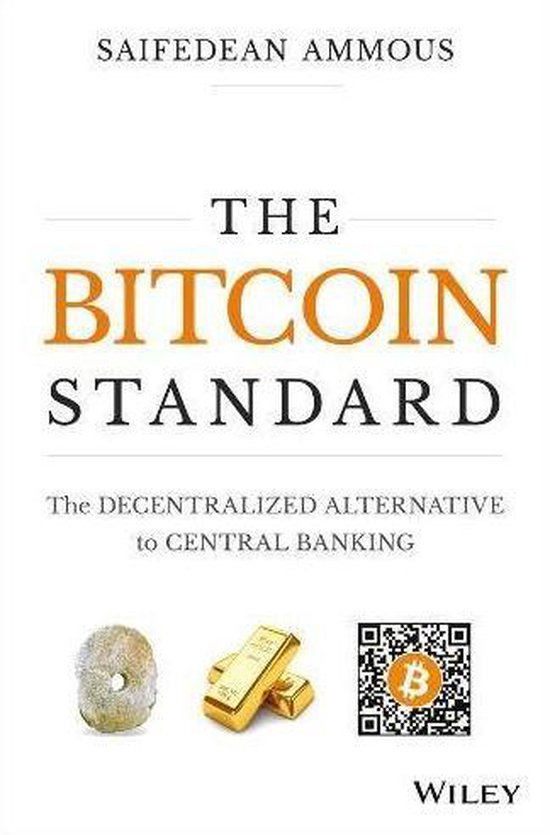 SAIFEDEAN AMMOUS
THE
BITCOIN
STANDARD
The DECENTRALIZED ALTERNATIVE
to CENTRAL BANKING
WILEY